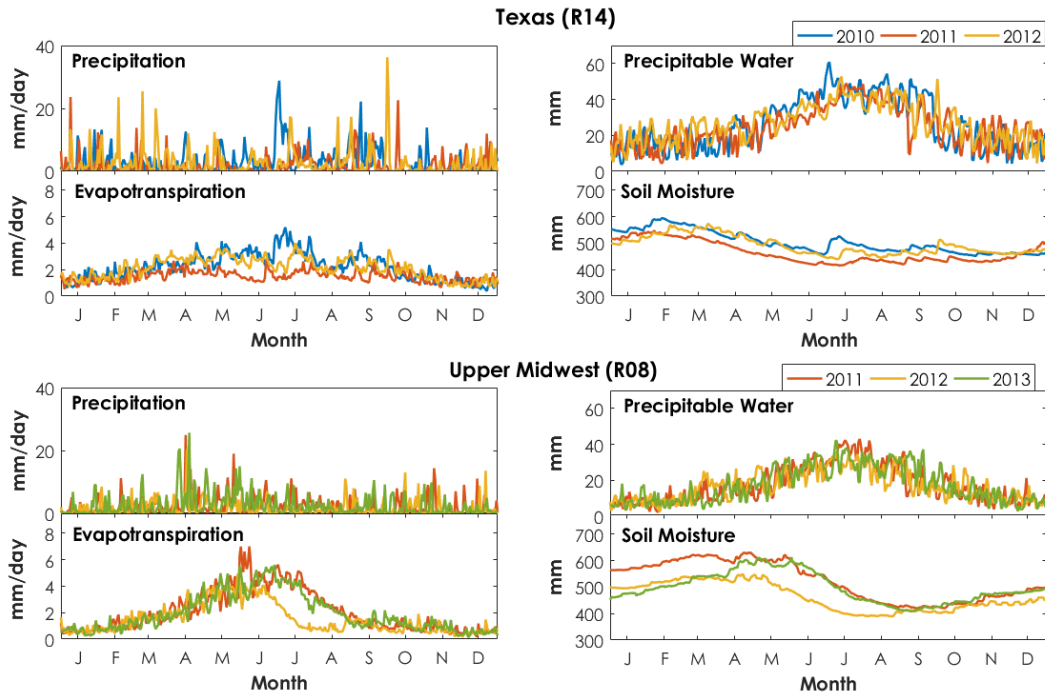 Texas (R14)
2010 2011 2012
Precipitation
mm/day
40
20
0
Precipitable Water
mm
60
40
20
0
Evapotranspiration
mm/day
8
6
4
2
0
J F M A M J J A S O N D
Month
Soil Moisture
mm
700
600
500
400
300
J F M A M J J A S O N D
Month
Upper Midwest (R08)
2011 2012 2013
Precipitation
mm/day
40
20
0
Precipitable Water
mm
60
40
20
0
Evapotranspiration
mm/day
8
6
4
2
0
J F M A M J J A S O N D
Month
Soil Moisture
mm
700
600
500
400
300
J F M A M J J A S O N D
Month